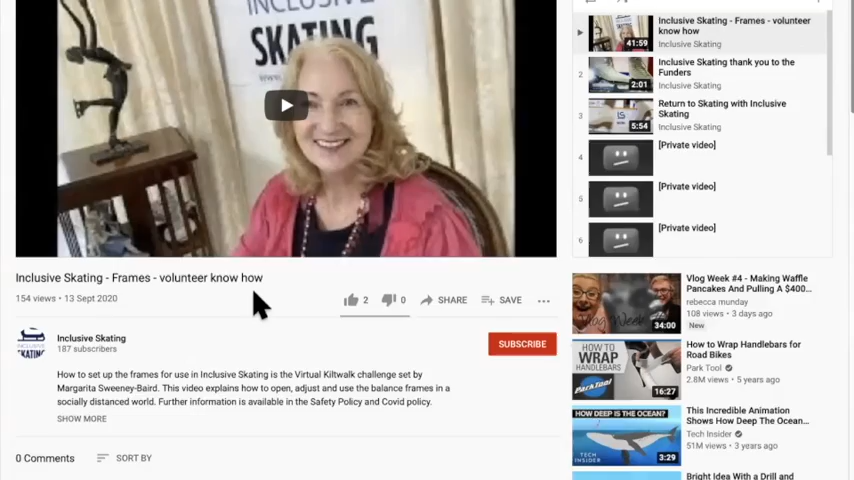 INCLUSIVE
SKATING
www.
Inclusive Skating - Frames - volunteer know how
154 views • 13 Sept 2020
2
0
SHARE
SAVE
INCLUSIVE
SKATING
Inclusive Skating
187 subscribers
SUBSCRIBE
How to set up the frames for use in Inclusive Skating is the Virtual Kiltwalk challenge set by
Margarita Sweeney-Baird. This video explains how to open, adjust and use the balance frames in a
socially distanced world. Further information is available in the Safety Policy and Covid policy.
SHOW MORE
0 Comments
SORT BY
41:59
Inclusive Skating - Frames - volunteer
know how
Inclusive Skating
2
2:01
Inclusive Skating thank you to the
Funders
Inclusive Skating
3
5:54
Return to Skating with Inclusive
Skating
Inclusive Skating
4
[Private video]
5
[Private video]
6
[Private video]
Vlog Week
34:00
Vlog Week #4 - Making Waffle
Pancakes And Pulling A $400...
rebecca munday
108 views • 3 days ago
New
HOW TO
WRAP
HANDLEBARS
ParkTool
16:27
How to Wrap Handlebars for
Road Bikes
Park Tool
2.8M views • 5 years ago
HOW DEEP IS THE OCEAN?
TECH
INSIDER
3:29
This Incredible Animation
Shows How Deep The Ocean...
Tech Insider
51M views • 3 years ago
Bright Idea With a Drill and